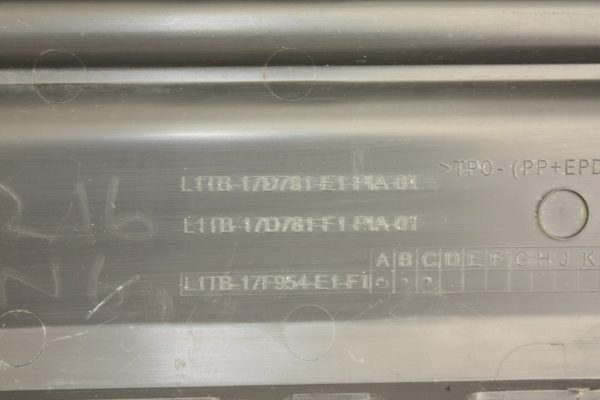 >TPO-(PP+EPD
L1TB-17D781-E1-PIA-01
L1TB-17D781-F1-PIA-01
A B C D E F G H J K
L1TB-17F954-E1-F1